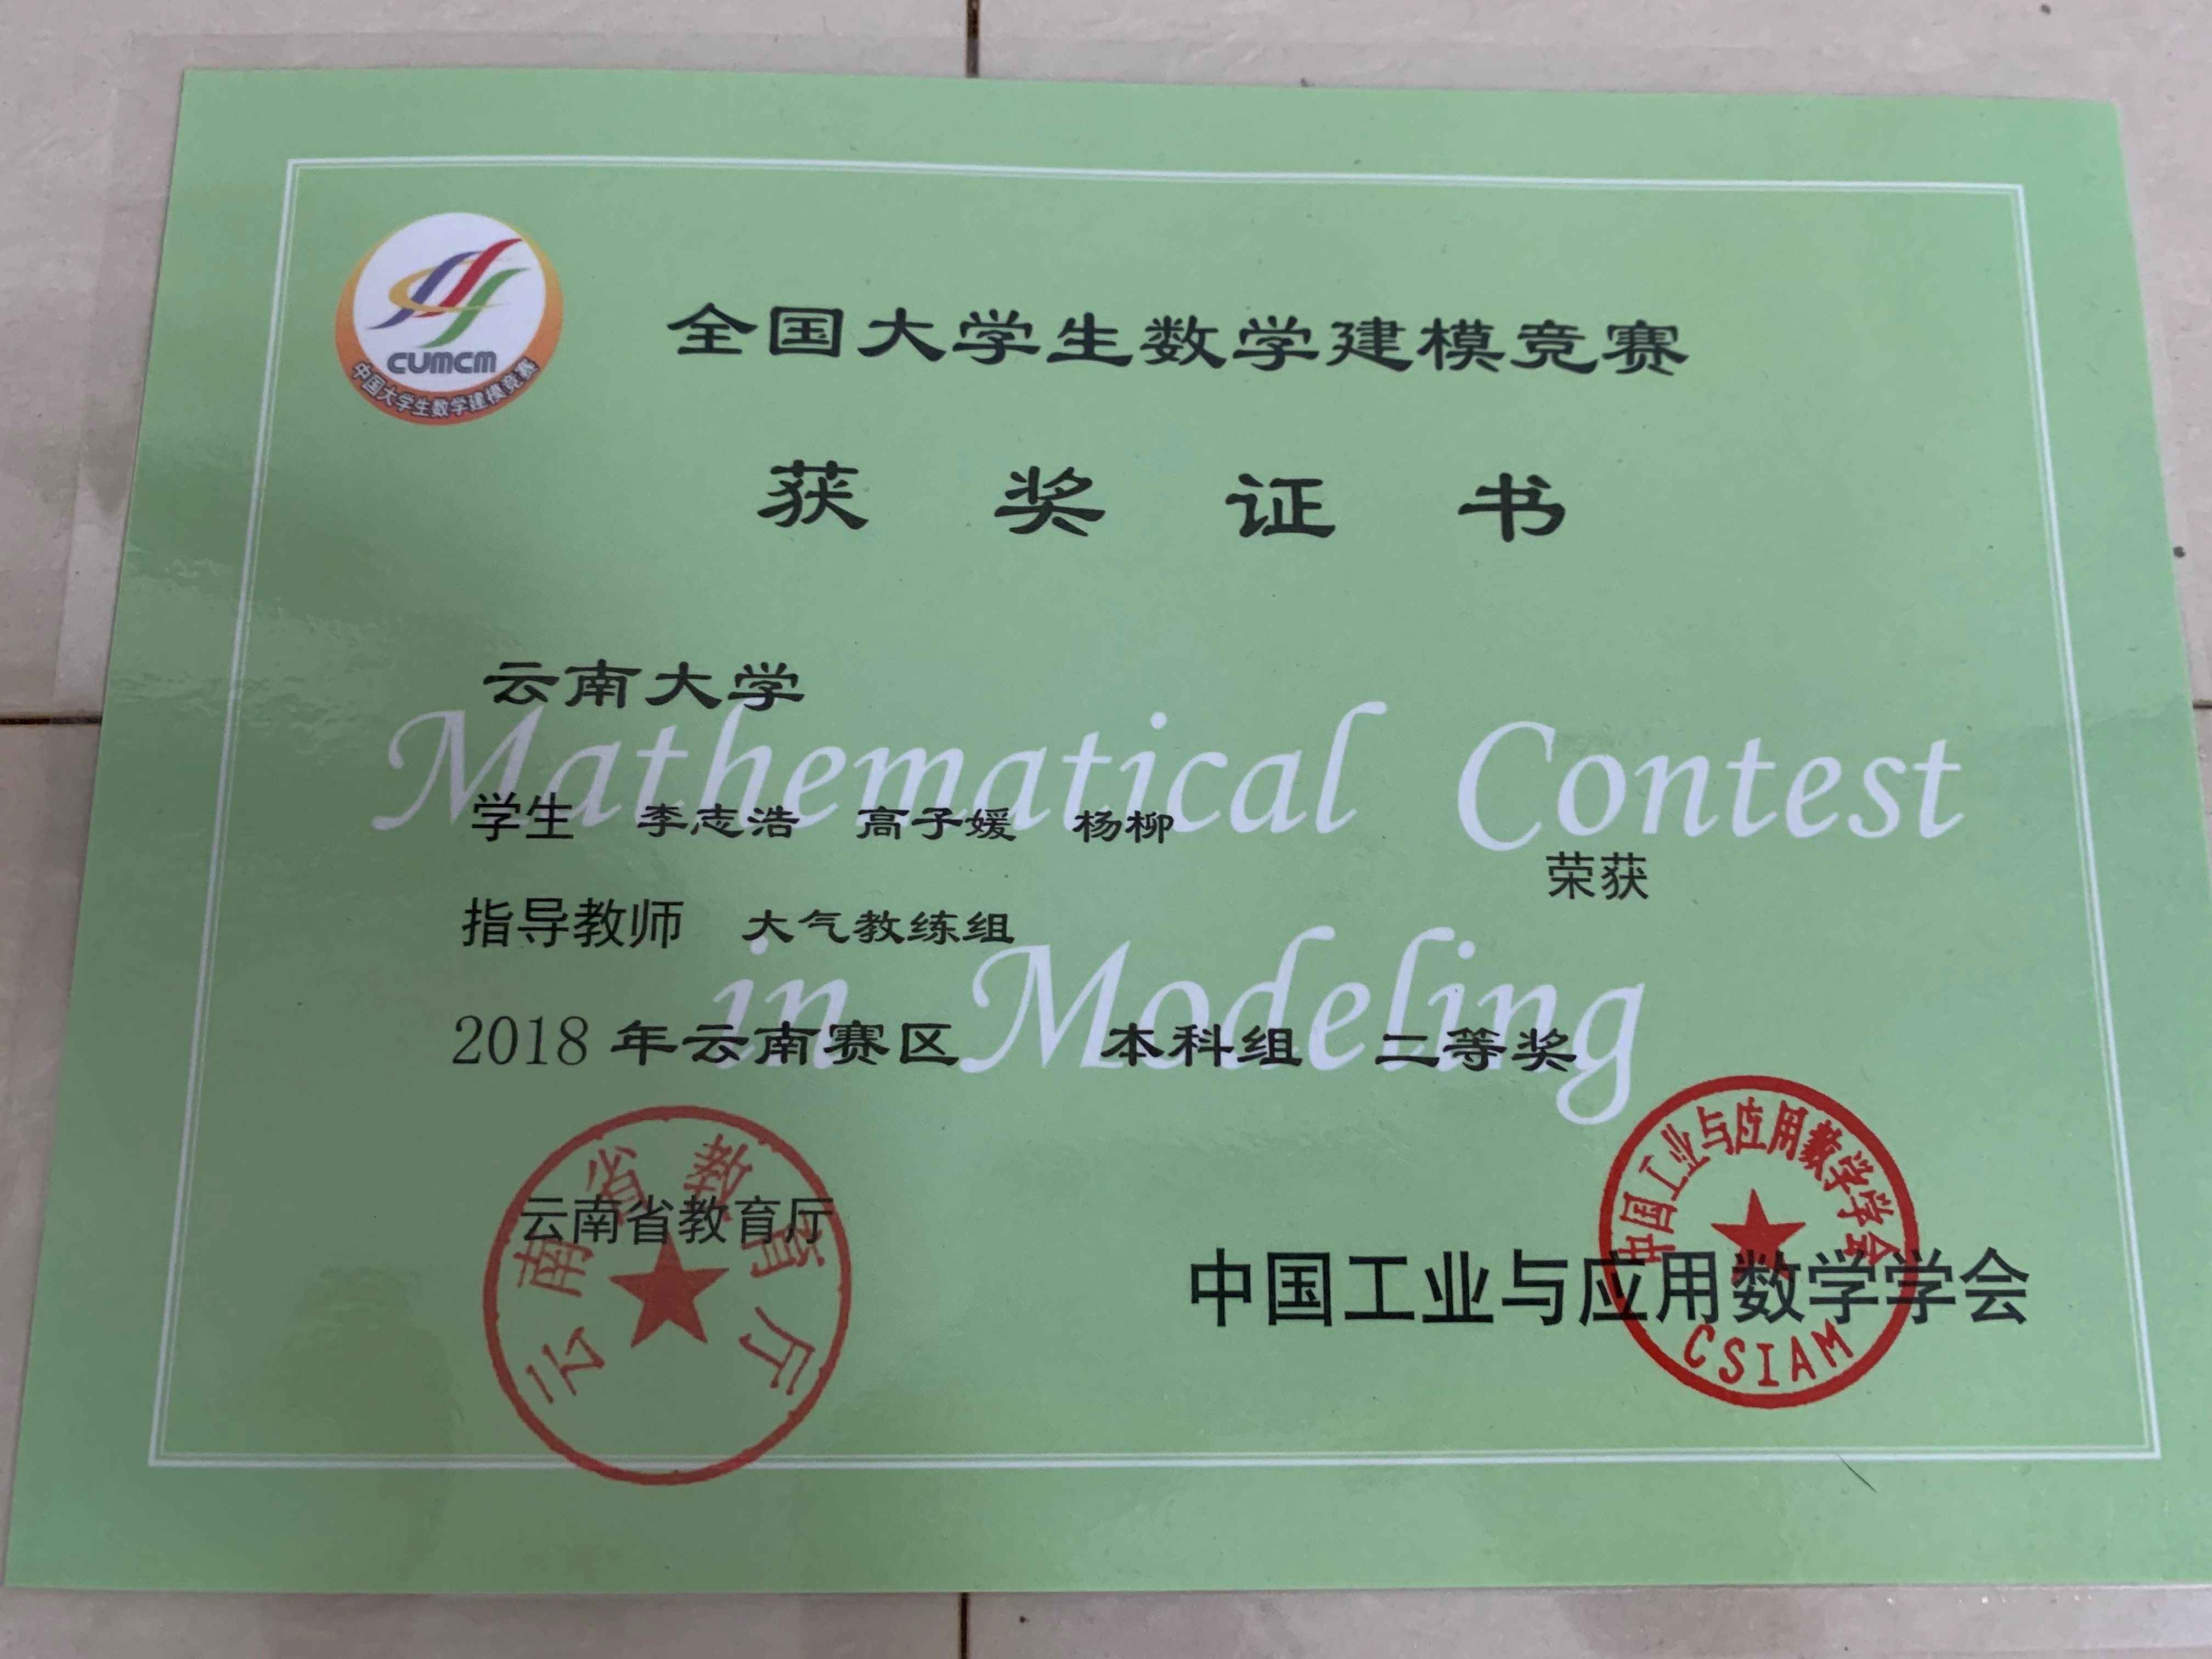 CUMCM
中国大学生数学建模竞赛
全国大学生数学建模竞赛
获 奖 证 书
云南大学
Mathematical Contest
学生 李志浩 高子媛 杨柳
荣获
指导教师 大气教练组
in Modeling
2018 年云南赛区 本科组 二等奖
云南省教育厅
云南省教育厅
中国工业与应用数学学会
中国工业与应用数学学会
CSIAM